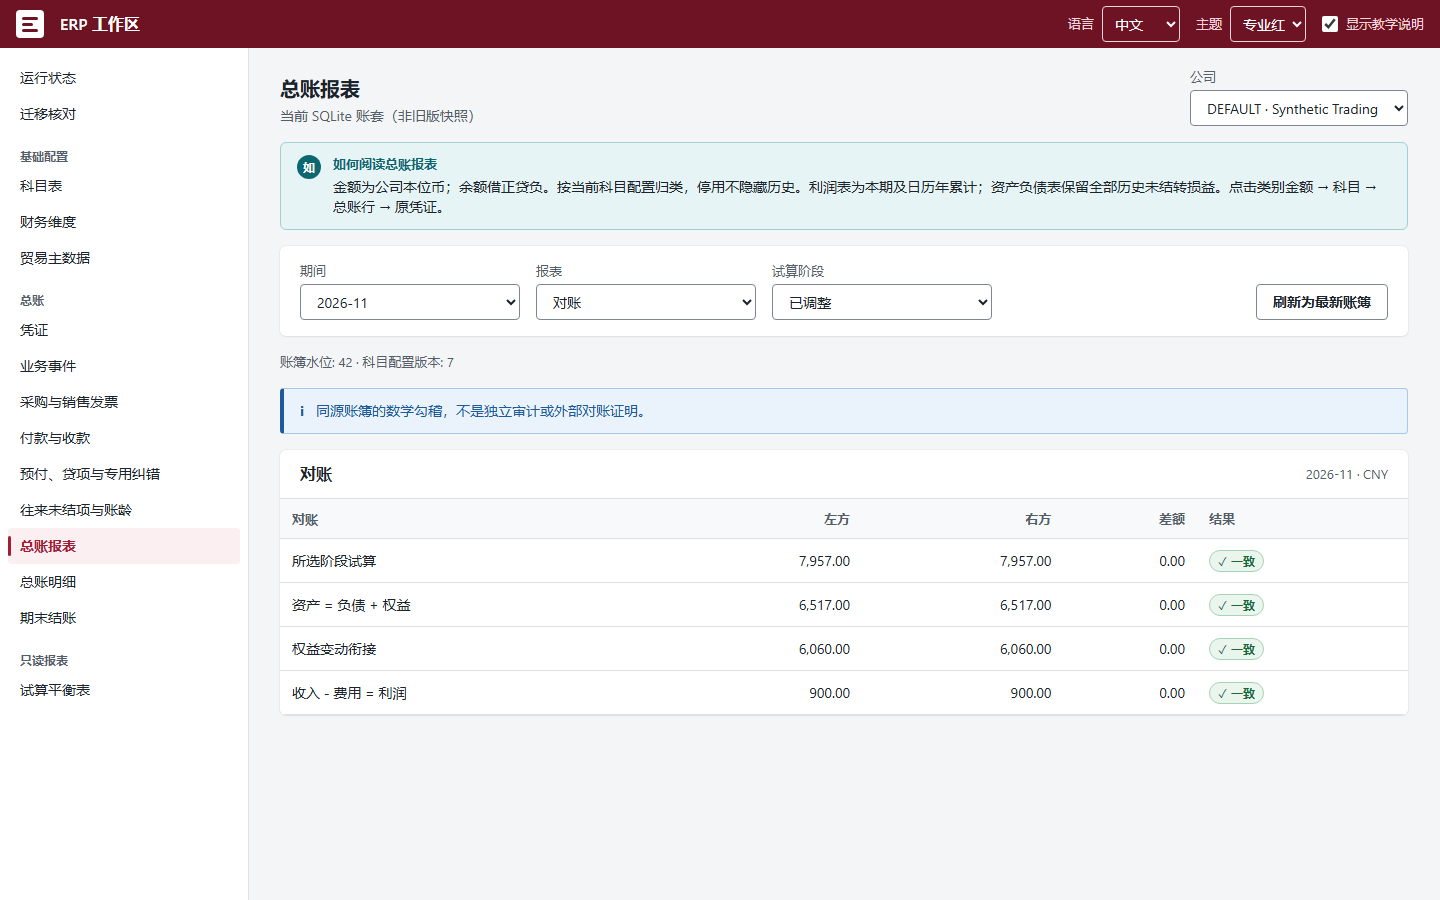 ERP 工作区
语言 中文 主题 专业红 显示教学说明
运行状态
迁移核对
基础配置
科目表
财务维度
贸易主数据
总账
凭证
业务事件
采购与销售发票
付款与收款
预付、贷项与专用纠错
往来未结项与账龄
总账报表
总账明细
期末结账
只读报表
试算平衡表
总账报表
当前 SQLite 账套（非旧版快照）
公司
DEFAULT · Synthetic Trading
如 如何阅读总账报表
金额为公司本位币；余额借正贷负。按当前科目配置归类，停用不隐藏历史。利润表为本期及日历年累计；资产负债表保留全部历史未结转损益。点击类别金额 → 科目 →
总账行 → 原凭证。
期间 报表 试算阶段
2026-11 对账 已调整 刷新为最新账簿
账簿水位: 42 · 科目配置版本: 7
i 同源账簿的数学勾稽，不是独立审计或外部对账证明。
对账 2026-11 · CNY
对账 左方 右方 差额 结果
所选阶段试算 7,957.00 7,957.00 0.00 ✓ 一致
资产 = 负债 + 权益 6,517.00 6,517.00 0.00 ✓ 一致
权益变动衔接 6,060.00 6,060.00 0.00 ✓ 一致
收入 - 费用 = 利润 900.00 900.00 0.00 ✓ 一致